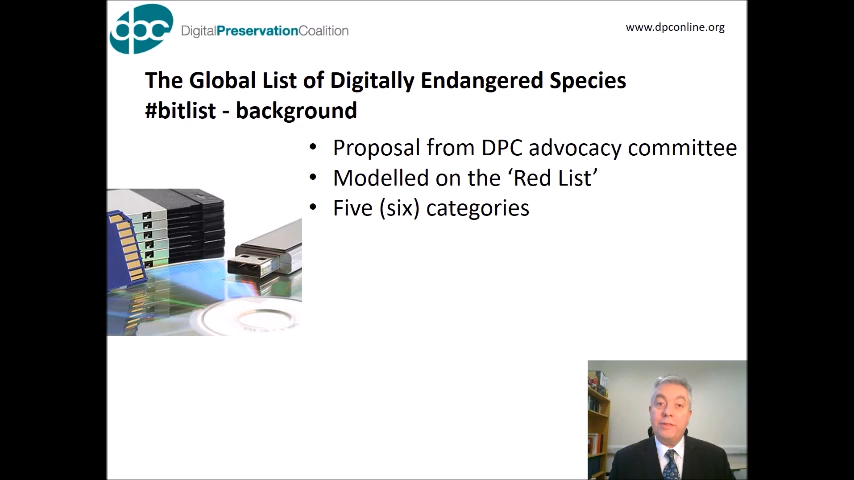 dpc DigitalPreservationCoalition
www.dpconline.org
The Global List of Digitally Endangered Species
#bitlist - background
• Proposal from DPC advocacy committee
• Modelled on the ‘Red List’
• Five (six) categories